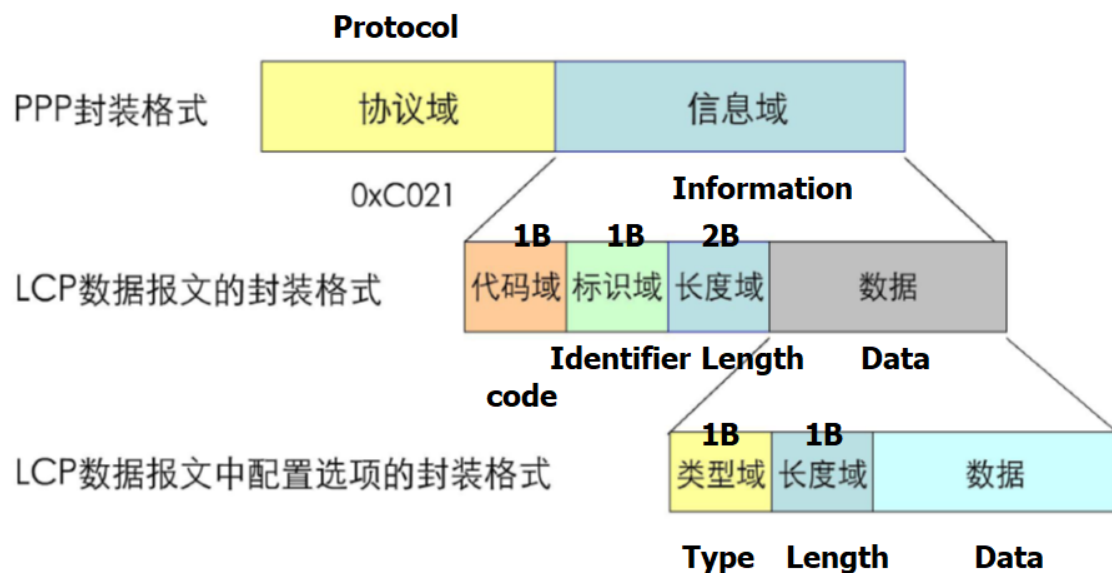 Protocol
PPP封装格式
协议域
信息域
0xC021
Information
1B
1B
2B
LCP数据报文的封装格式
代码域
标识域
长度域
数据
Identifier
Length
Data
code
1B
1B
LCP数据报文中配置选项的封装格式
类型域
长度域
数据
Type
Length
Data